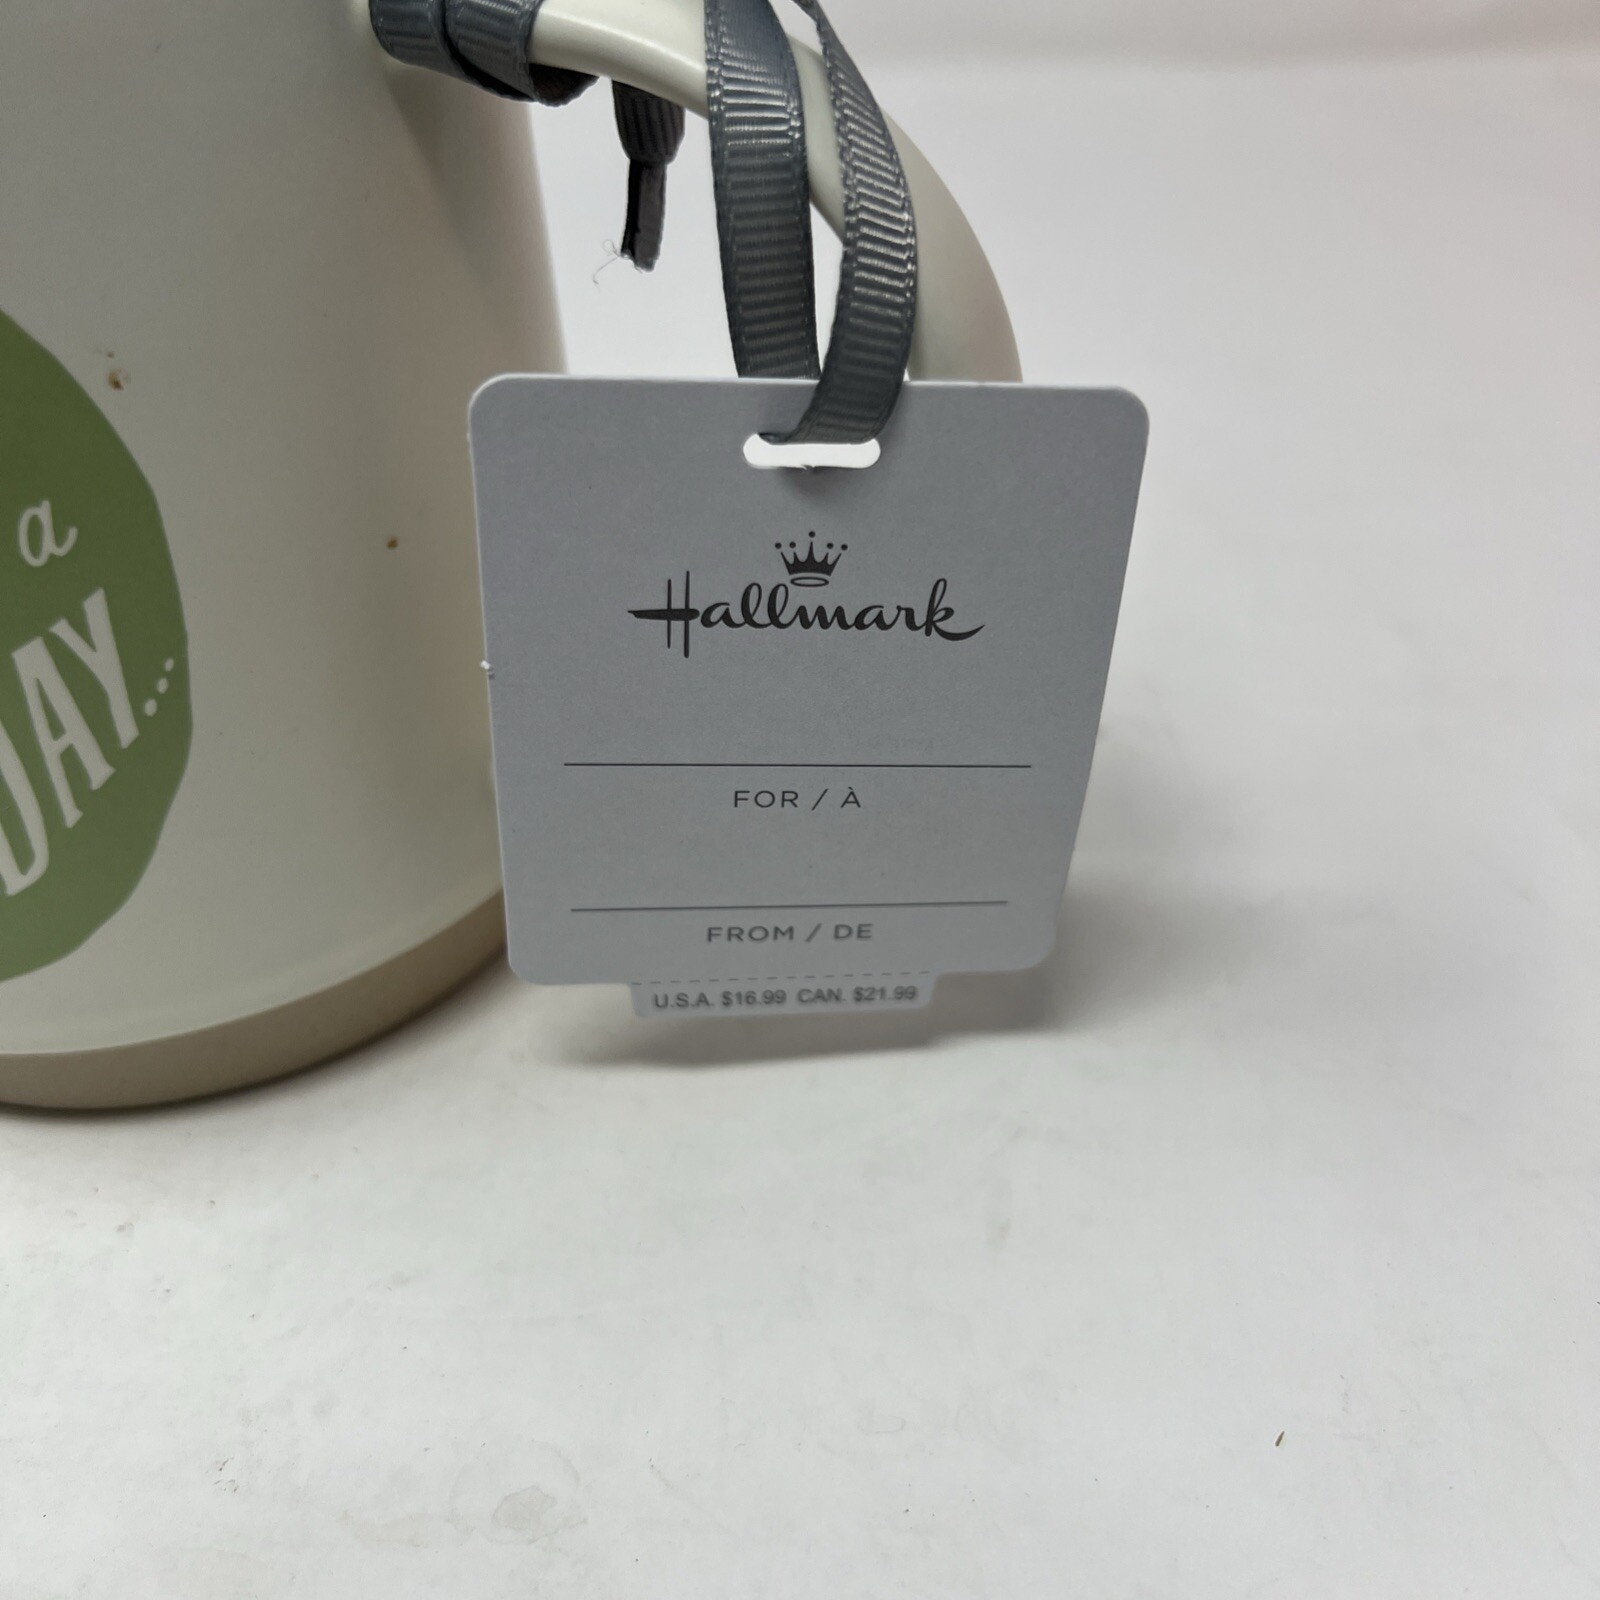 a
DAY...
Hallmark
FOR / À
FROM / DE
U.S.A. $16.99 CAN. $21.99